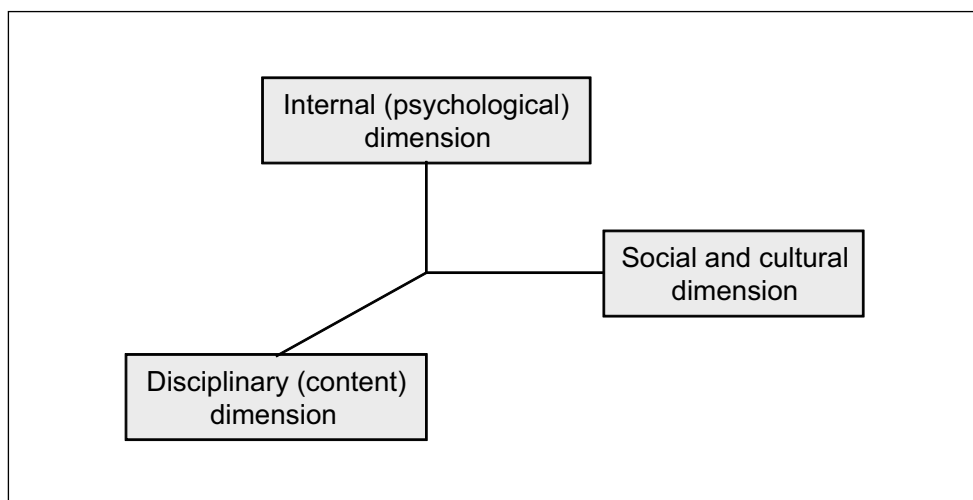 Internal (psychological)
dimension
Social and cultural
dimension
Disciplinary (content)
dimension